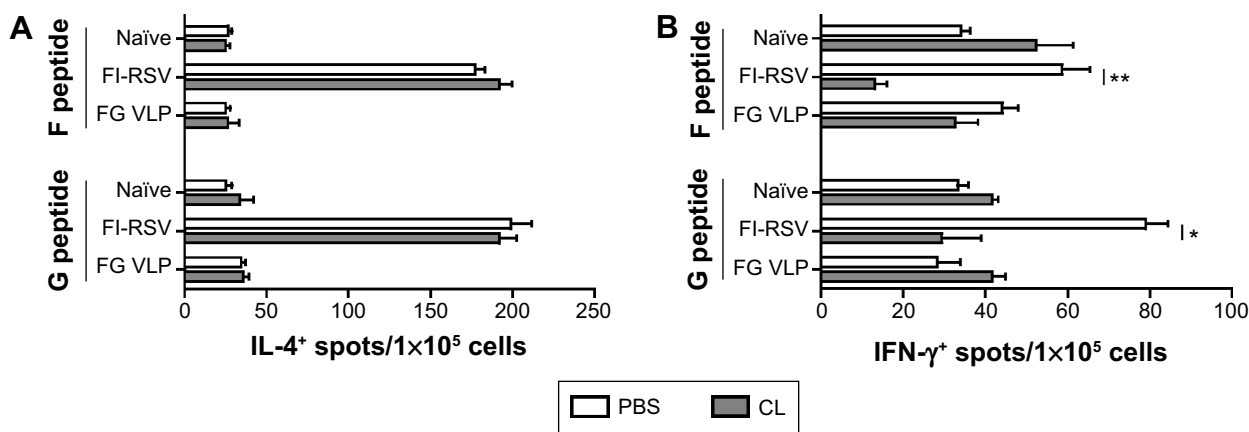 A
F peptide
Naïve
FI-RSV
FG VLP
G peptide
Naïve
FI-RSV
FG VLP
0 50 100 150 200 250
IL-4⁺ spots/1×10⁵ cells
B
F peptide
Naïve
FI-RSV
**
FG VLP
G peptide
Naïve
FI-RSV
*
FG VLP
0 20 40 60 80 100
IFN-γ⁺ spots/1×10⁵ cells
PBS CL